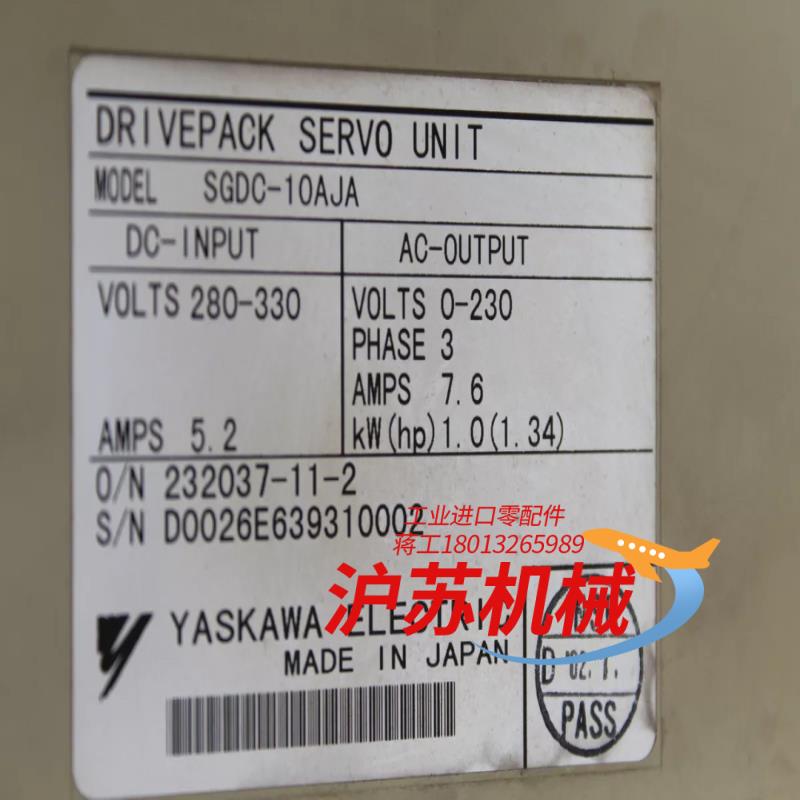 DRIVEPACK SERVO UNIT
MODEL SGDC-10AJA
DC-INPUT
AC-OUTPUT
VOLTS 280-330
VOLTS 0-230
PHASE 3
AMPS 7.6
AMPS 5.2
kW(hp)1.0(1.34)
O/N 232037-11-2
S/N D0026E639310002
工业进口零配件
蒋工18013265989
沪苏机械
YASKAWA ELECTRIC
MADE IN JAPAN
D '02.1.
PASS